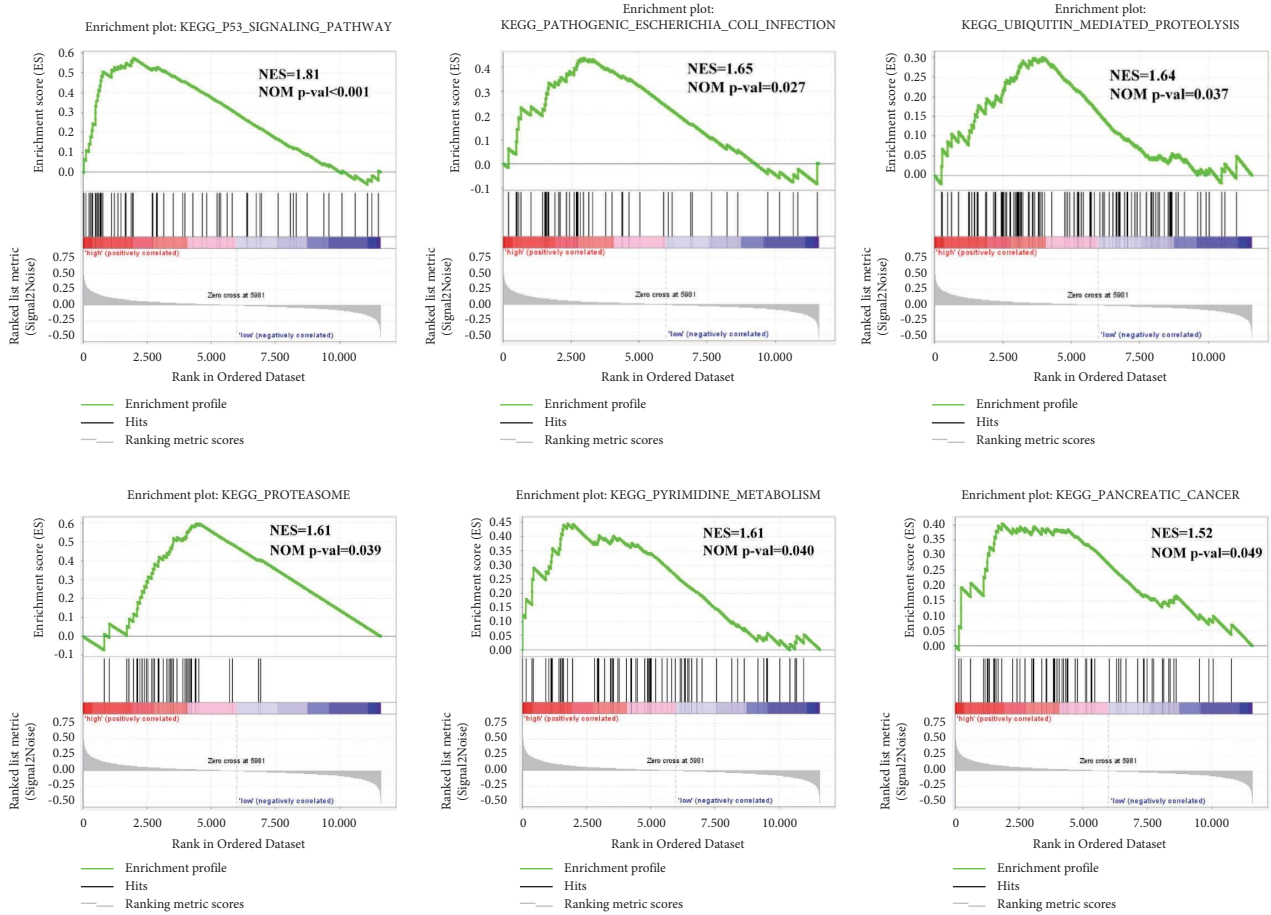 Enrichment plot: KEGG_P53_SIGNALING_PATHWAY
Enrichment score (ES)
0.6
0.5
0.4
0.3
0.2
0.1
0.0
NES=1.81
NOM p-val<0.001
'high' (positively correlated)
Ranked list metric
(Signal2Noise)
0.75
0.50
0.25
0.00
-0.25
-0.50
Zero cross at 5981
'low' (negatively correlated)
0 2.500 5.000 7.500 10.000
Rank in Ordered Dataset
Enrichment profile
Hits
Ranking metric scores
Enrichment plot:
KEGG_PATHOGENIC_ESCHERICHIA_COLI_INFECTION
Enrichment score (ES)
0.4
0.3
0.2
0.1
0.0
-0.1
NES=1.65
NOM p-val=0.027
'high' (positively correlated)
Ranked list metric
(Signal2Noise)
0.75
0.50
0.25
0.00
-0.25
-0.50
Zero cross at 5981
'low' (negatively correlated)
0 2.500 5.000 7.500 10.000
Rank in Ordered Dataset
Enrichment profile
Hits
Ranking metric scores
Enrichment plot:
KEGG_UBIQUITIN_MEDIATED_PROTEOLYSIS
Enrichment score (ES)
0.30
0.25
0.20
0.15
0.10
0.05
0.00
NES=1.64
NOM p-val=0.037
'high' (positively correlated)
Ranked list metric
(Signal2Noise)
0.75
0.50
0.25
0.00
-0.25
-0.50
Zero cross at 5981
'low' (negatively correlated)
0 2.500 5.000 7.500 10.000
Rank in Ordered Dataset
Enrichment profile
Hits
Ranking metric scores
Enrichment plot: KEGG_PROTEASOME
Enrichment score (ES)
0.6
0.5
0.4
0.3
0.2
0.1
0.0
-0.1
NES=1.61
NOM p-val=0.039
'high' (positively correlated)
Ranked list metric
(Signal2Noise)
0.75
0.50
0.25
0.00
-0.25
-0.50
Zero cross at 5981
'low' (negatively correlated)
0 2.500 5.000 7.500 10.000
Rank in Ordered Dataset
Enrichment profile
Hits
Ranking metric scores
Enrichment plot: KEGG_PYRIMIDINE_METABOLISM
Enrichment score (ES)
0.45
0.40
0.35
0.30
0.25
0.20
0.15
0.10
0.05
0.00
NES=1.61
NOM p-val=0.040
'high' (positively correlated)
Ranked list metric
(Signal2Noise)
0.75
0.50
0.25
0.00
-0.25
-0.50
Zero cross at 5981
'low' (negatively correlated)
0 2.500 5.000 7.500 10.000
Rank in Ordered Dataset
Enrichment profile
Hits
Ranking metric scores
Enrichment plot: KEGG_PANCREATIC_CANCER
Enrichment score (ES)
0.40
0.35
0.30
0.25
0.20
0.15
0.10
0.05
0.00
NES=1.52
NOM p-val=0.049
'high' (positively correlated)
Ranked list metric
(Signal2Noise)
0.75
0.50
0.25
0.00
-0.25
-0.50
Zero cross at 5981
'low' (negatively correlated)
0 2.500 5.000 7.500 10.000
Rank in Ordered Dataset
Enrichment profile
Hits
Ranking metric scores